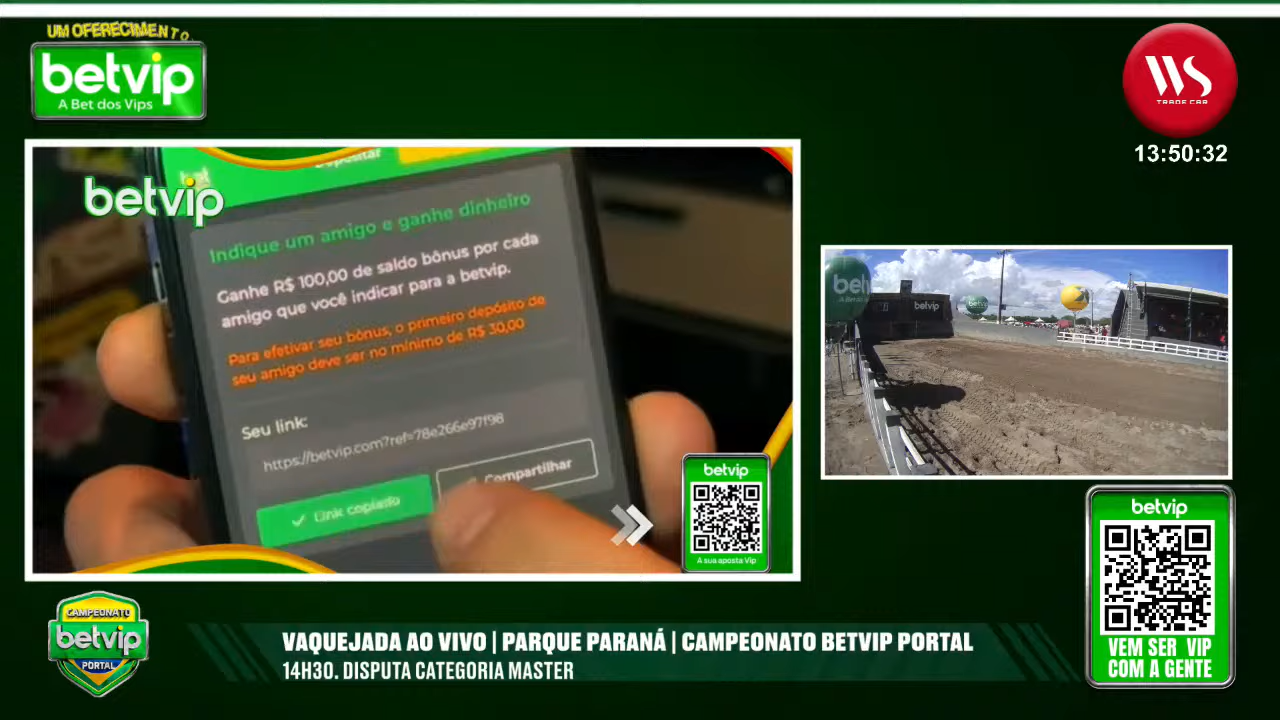 UM OFERECIMENTO
betvip
A Bet dos Vips
WS
TRADE CAR
13:50:32
betvip
Depositar
Indique um amigo e ganhe dinheiro
Ganhe R$ 100,00 de saldo bônus por cada
amigo que você indicar para a betvip.
Para efetivar seu bônus, o primeiro depósito de
seu amigo deve ser no mínimo de R$ 30,00
Seu link:
https://betvip.com?ref=78e266e97f98
Link copiado
Compartilhar
betvip
A sua aposta Vip
betvip
betvip
VEM SER VIP
COM A GENTE
CAMPEONATO
betvip
PORTAL
VAQUEJADA AO VIVO | PARQUE PARANÁ | CAMPEONATO BETVIP PORTAL
14H30. DISPUTA CATEGORIA MASTER